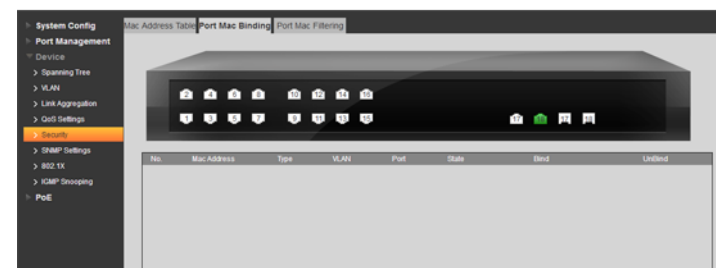 System Config
Port Management
Device
Spanning Tree
VLAN
Link Aggregation
QoS Settings
Security
SNMP Settings
802.1X
IGMP Snooping
PoE
Mac Address Table Port Mac Binding Port Mac Filtering
2 4 6 8 10 12 14 16
1 3 5 7 9 11 13 15 17 17 18
No. Mac Address Type VLAN Port State Bind UnBind